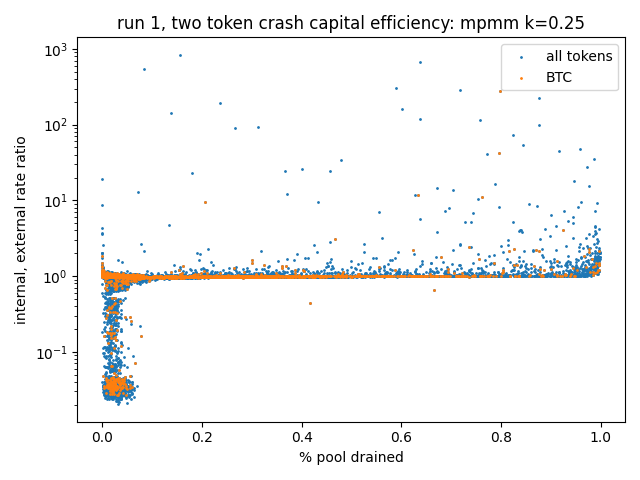 run 1, two token crash capital efficiency: mpmm k=0.25
internal, external rate ratio
10³
10²
10¹
10⁰
10⁻¹
all tokens
BTC
0.0 0.2 0.4 0.6 0.8 1.0
% pool drained